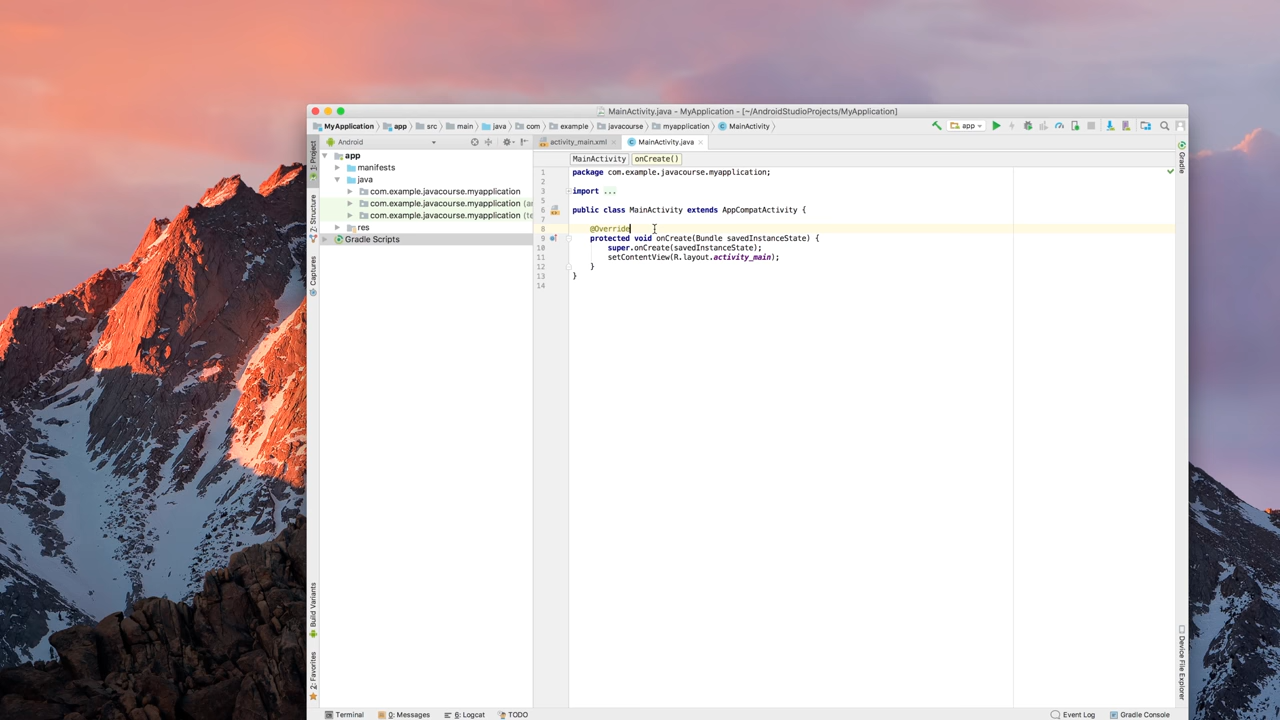 MainActivity.java - MyApplication - [~/AndroidStudioProjects/MyApplication]
MyApplication app src main java com example javacourse myapplication MainActivity app
Android activity_main.xml MainActivity.java
1: Project
Z: Structure
Captures
Build Variants
2: Favorites
app
manifests
java
com.example.javacourse.myapplication
com.example.javacourse.myapplication (an
com.example.javacourse.myapplication (te
res
Gradle Scripts
MainActivity onCreate()
1 package com.example.javacourse.myapplication;
2
3 import ...
6 public class MainActivity extends AppCompatActivity {
7
8 @Override
9 protected void onCreate(Bundle savedInstanceState) {
10 super.onCreate(savedInstanceState);
11 setContentView(R.layout.activity_main);
12 }
13 }
14
Gradle
Device File Explorer
Terminal 0: Messages 6: Logcat TODO Event Log Gradle Console